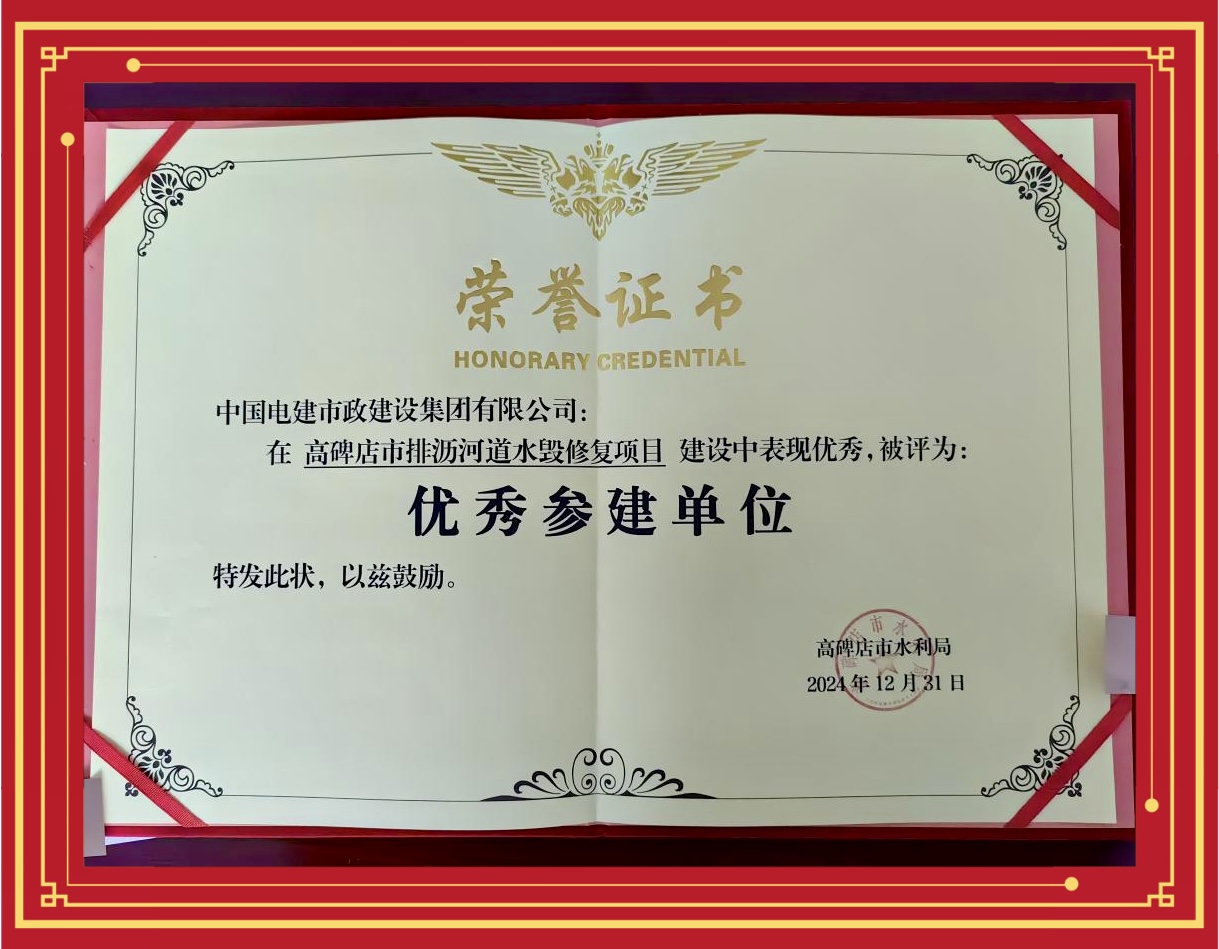 荣誉证书
HONORARY CREDENTIAL
中国电建市政建设集团有限公司：
在 高碑店市排沥河道水毁修复项目 建设中表现优秀，被评为：
优秀参建单位
特发此状，以兹鼓励。
高碑店市水利局
2024年12月31日